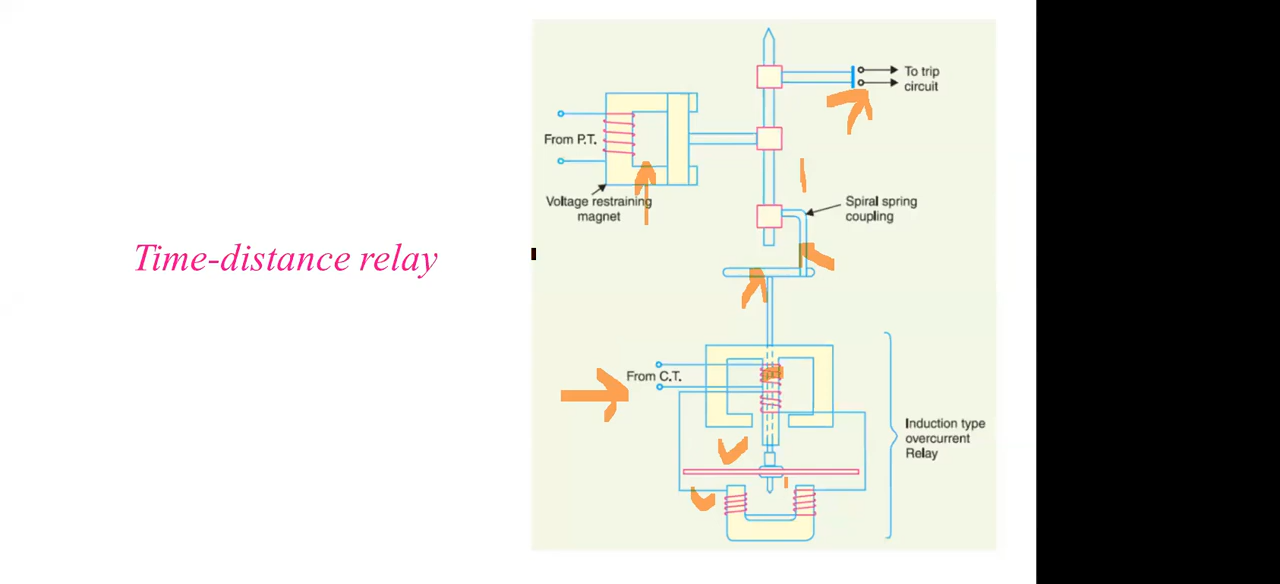 Time-distance relay
To trip
circuit
From P.T.
Voltage restraining
magnet
Spiral spring
coupling
From C.T.
Induction type
overcurrent
Relay